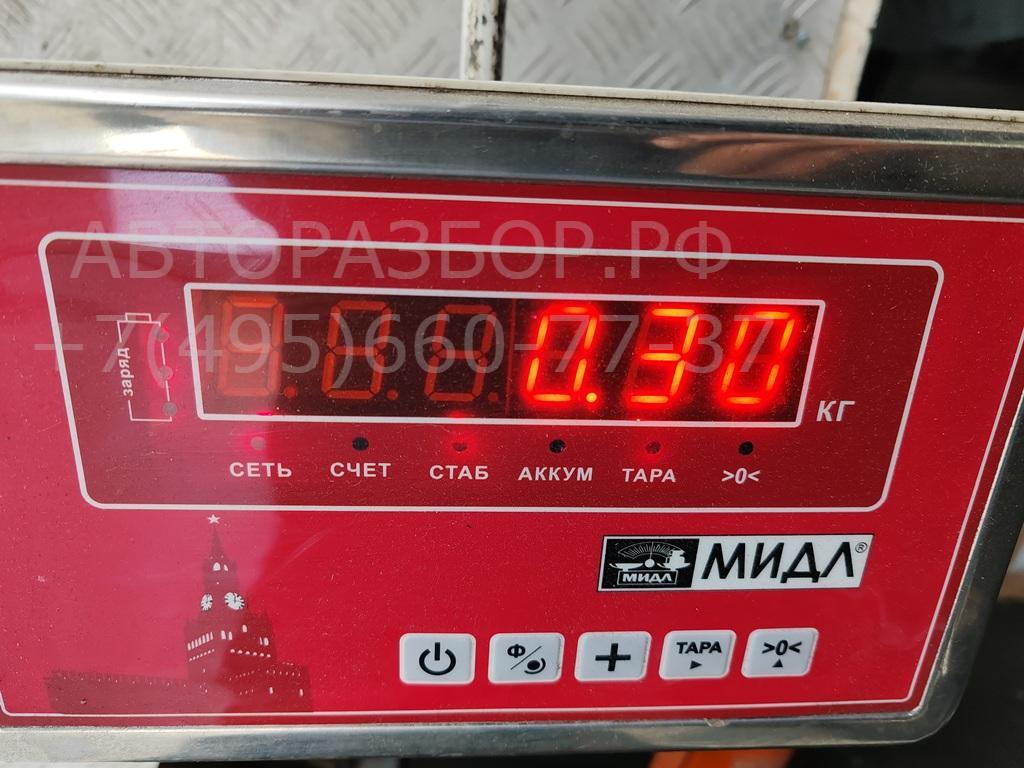 АВТОРАЗБОР.РФ
+7(495)660-77-37
заряд
0.30
КГ
СЕТЬ СЧЕТ СТАБ АККУМ ТАРА >0<
МИДЛ МИДЛ®
Ф ТАРА >0<